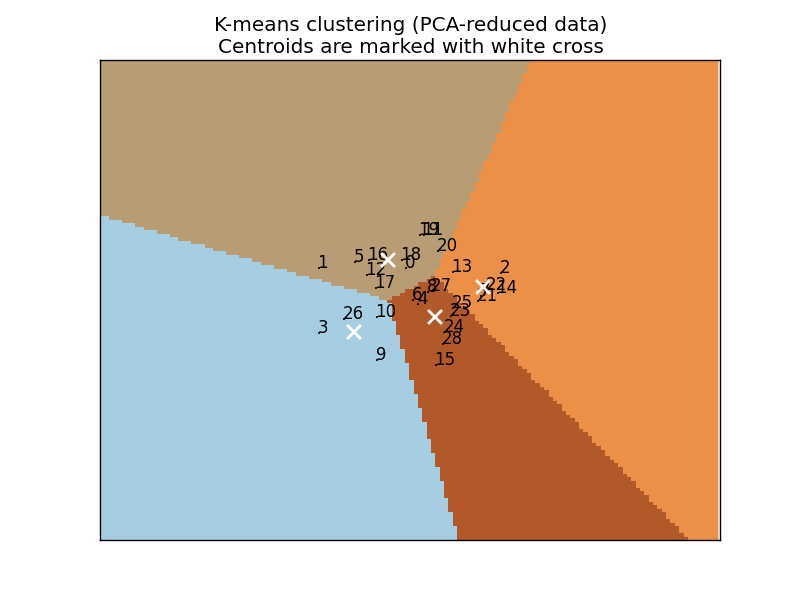 K-means clustering (PCA-reduced data)
Centroids are marked with white cross
19 11
20
5 16 18
1 0 13 2
12
17 8 27 22 14
6 4 21
26 10 25 23
3 24
28
9 15